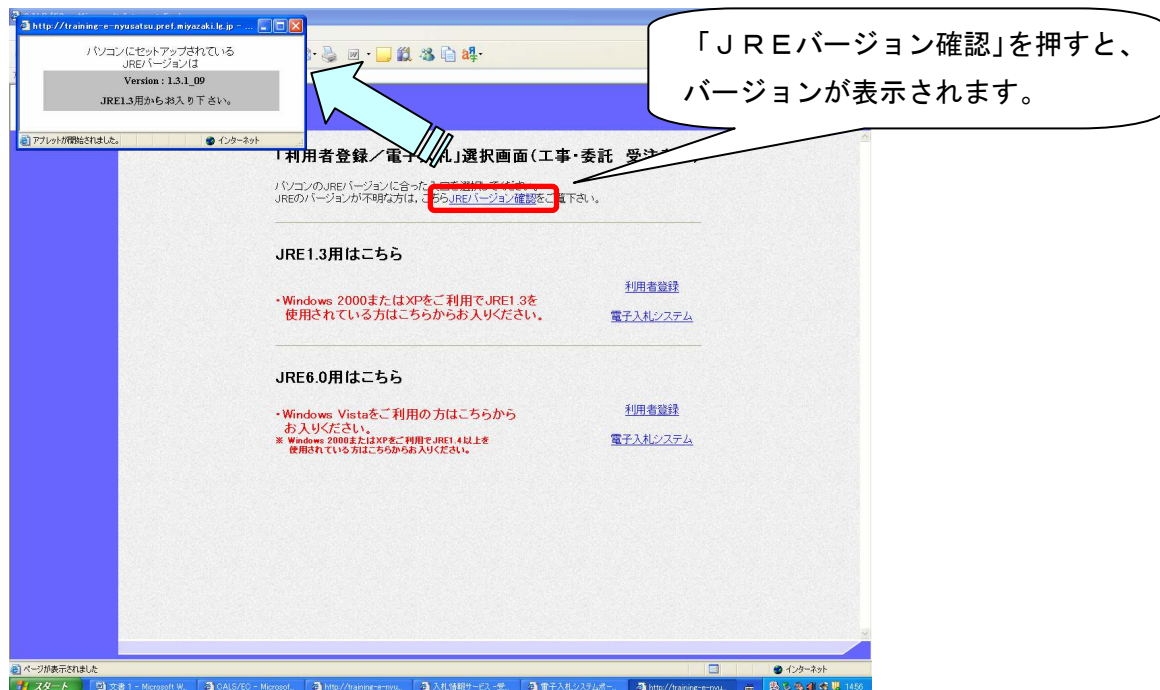 http://training-e-nyusatsu.pref.miyazaki.lg.jp - ...
パソコンにセットアップされている
JREバージョンは
Version : 1.3.1_09
JRE1.3用からお入り下さい。
アプレットが開始されました。
インターネット
「ＪＲＥバージョン確認」を押すと、
バージョンが表示されます。
「利用者登録／電子入札」選択画面(工事・委託 受注
パソコンのJREバージョンに合った
JREのバージョンが不明な方は，こちらJREバージョン確認をご覧下さい。
JRE1.3用はこちら
・Windows 2000またはXPをご利用でJRE1.3を
使用されている方はこちらからお入りください。
利用者登録
電子入札システム
JRE6.0用はこちら
・Windows Vistaをご利用の方はこちらから
お入りください。
※ Windows 2000またはXPをご利用でJRE1.4以上を
使用されている方はこちらからお入りください。
利用者登録
電子入札システム
ページが表示されました
インターネット
スタート
文書 1 - Microsoft W...
CALS/EC - Microsof...
http://training-e-nyu...
入札情報サービス -受...
電子入札システムポー...
http://training-e-nyu...
14:56